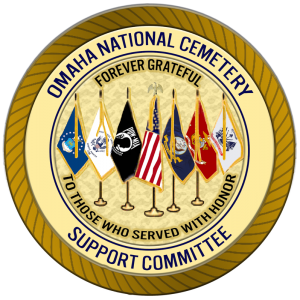 OMAHA NATIONAL CEMETERY
FOREVER GRATEFUL
TO THOSE WHO SERVED WITH HONOR
SUPPORT COMMITTEE